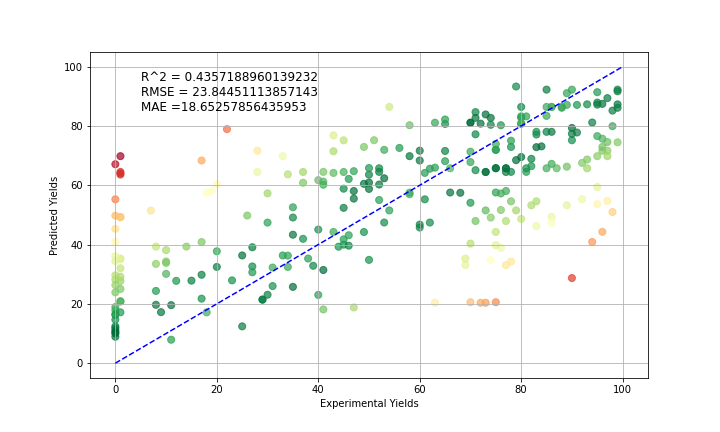 R^2 = 0.4357188960139232
RMSE = 23.84451113857143
MAE =18.65257856435953
100
80
60
40
20
0
Predicted Yields
0 20 40 60 80 100
Experimental Yields